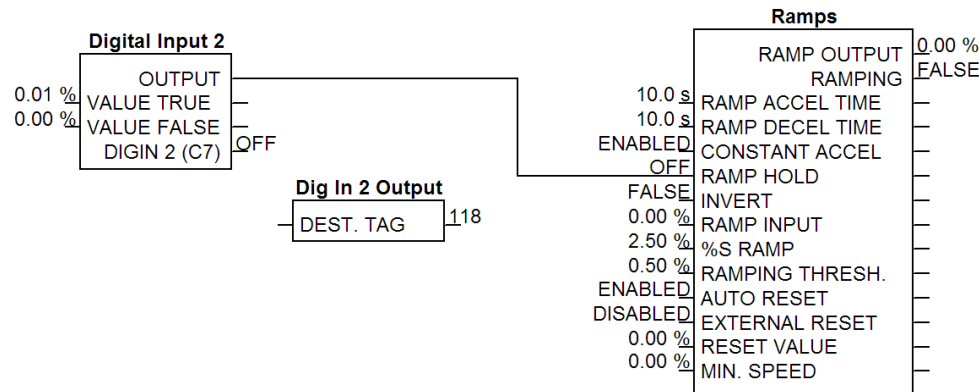 Digital Input 2
OUTPUT
0.01 % VALUE TRUE
0.00 % VALUE FALSE
DIGIN 2 (C7) OFF
Dig In 2 Output
DEST. TAG 118
Ramps
RAMP OUTPUT 0.00 %
RAMPING FALSE
10.0 s RAMP ACCEL TIME
10.0 s RAMP DECEL TIME
ENABLED CONSTANT ACCEL
OFF RAMP HOLD
FALSE INVERT
0.00 % RAMP INPUT
2.50 % %S RAMP
0.50 % RAMPING THRESH.
ENABLED AUTO RESET
DISABLED EXTERNAL RESET
0.00 % RESET VALUE
0.00 % MIN. SPEED